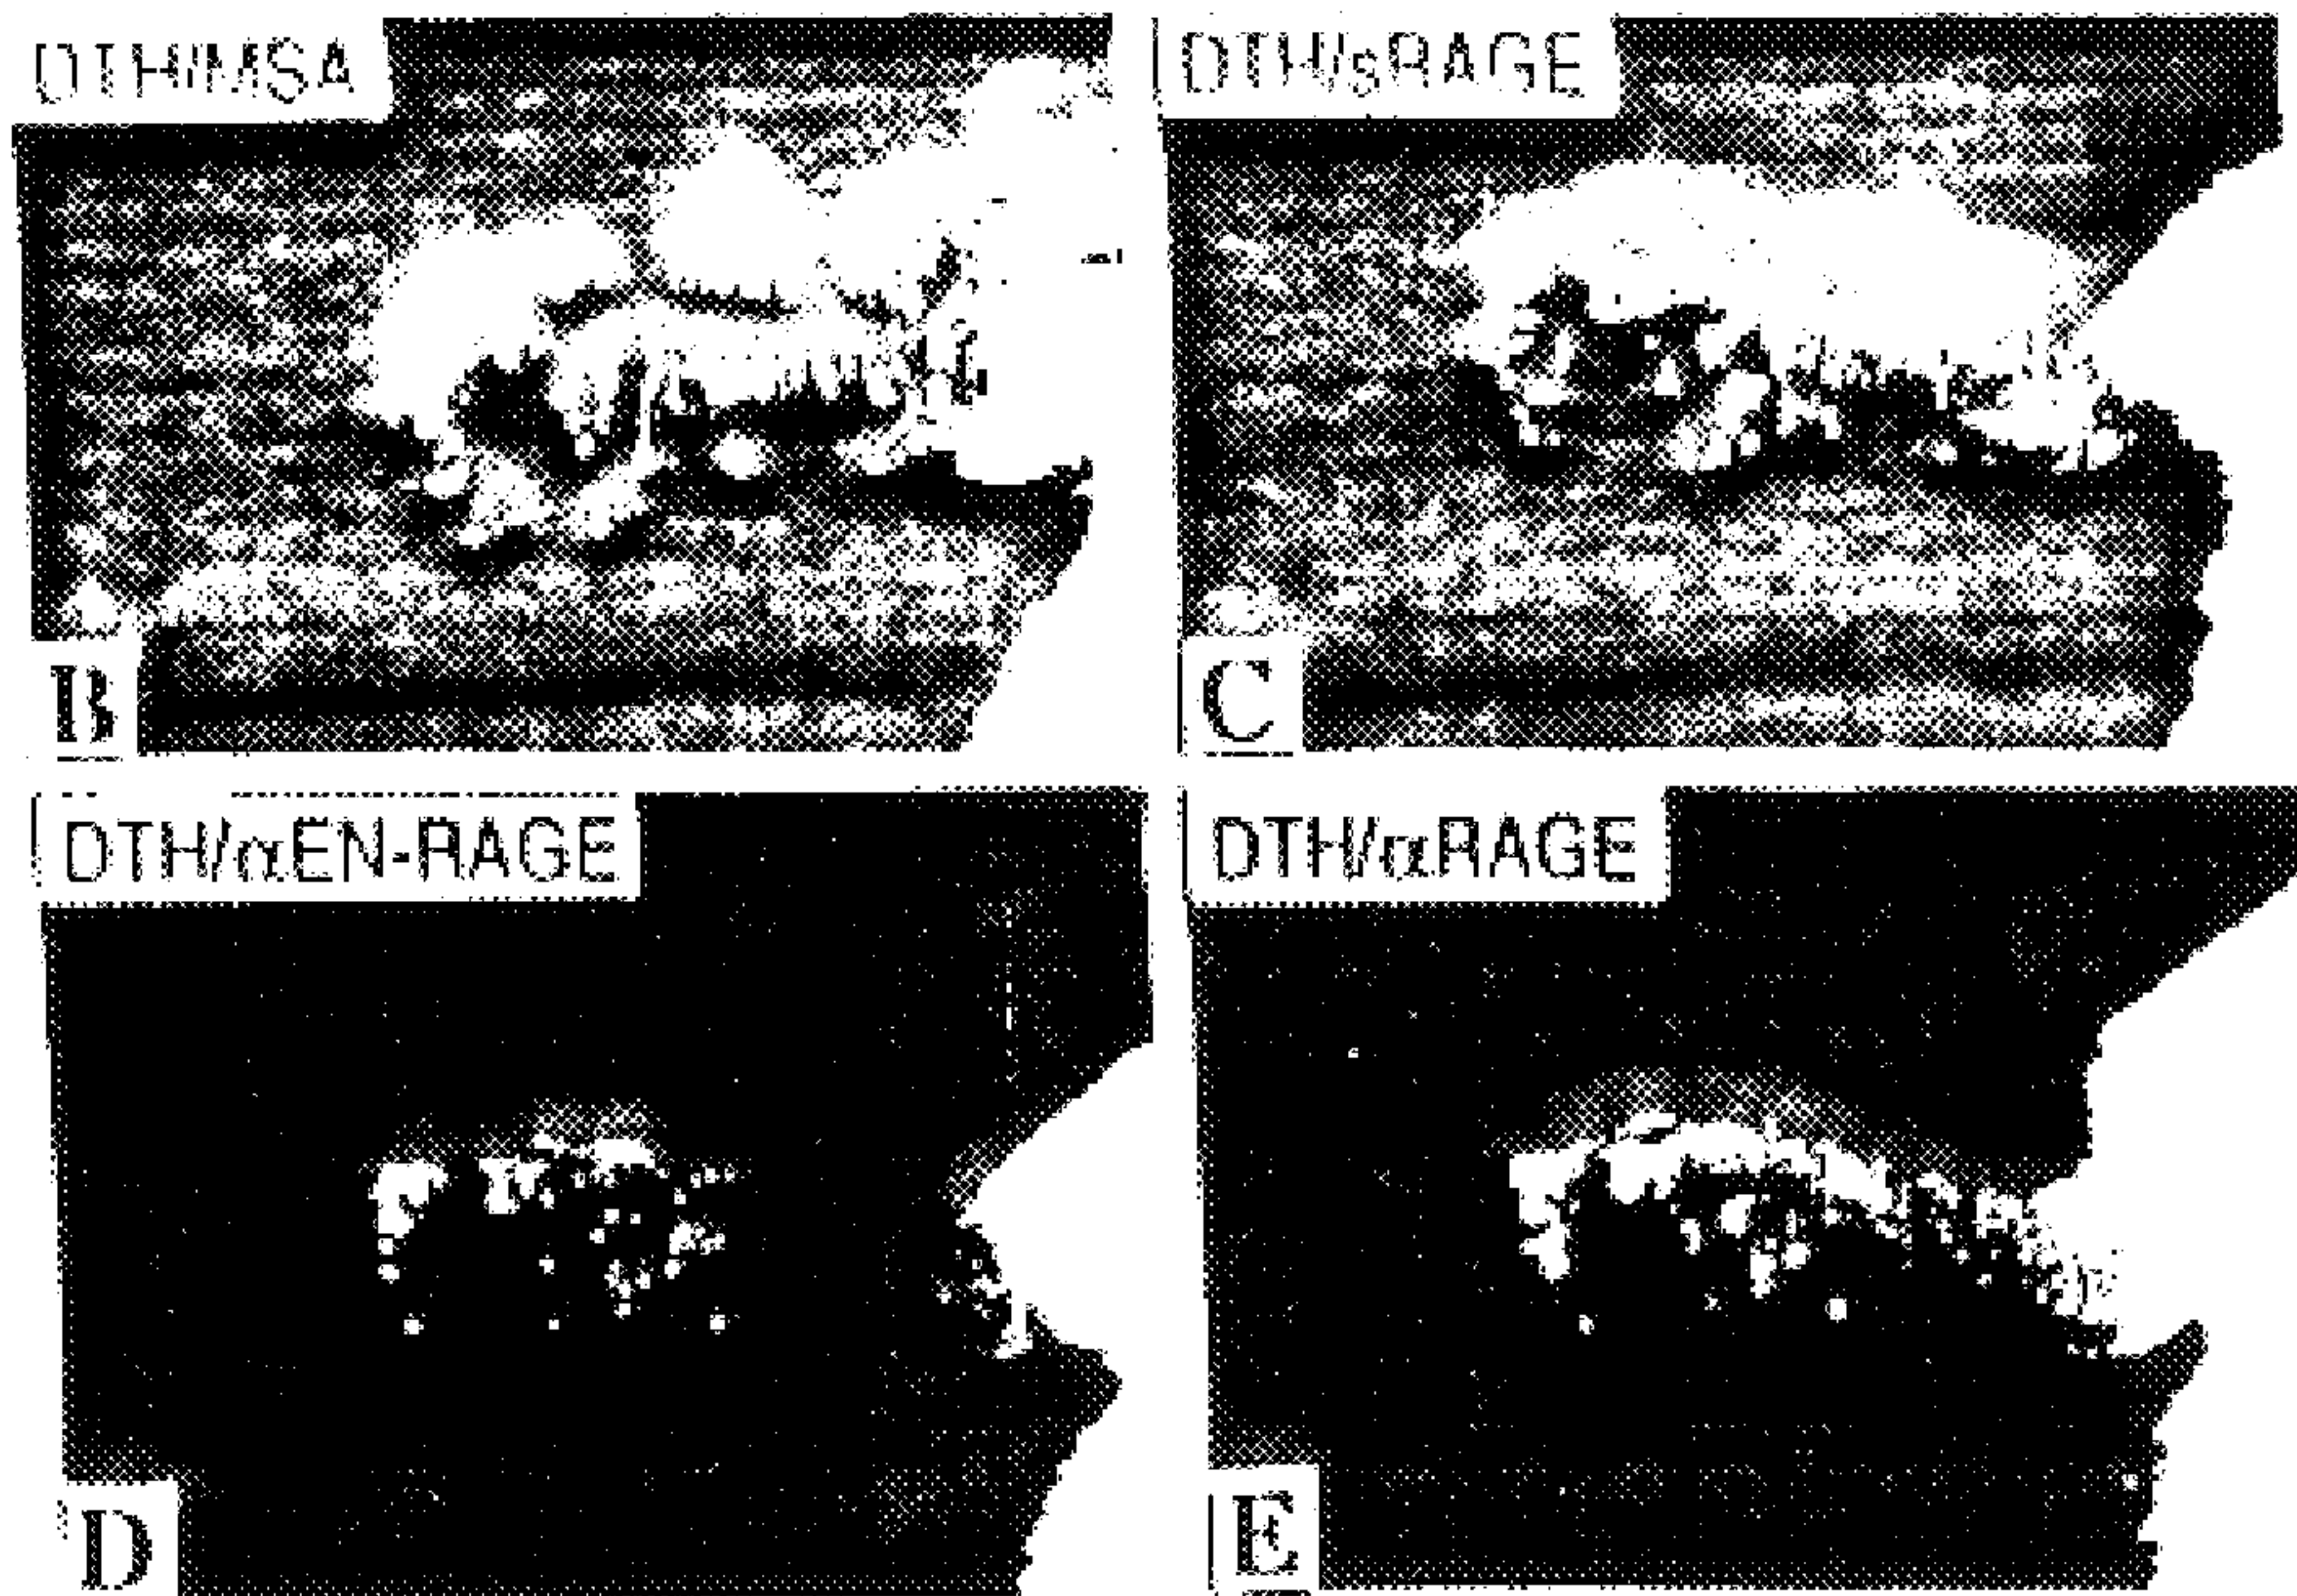 DTH/MSA
DTH/sRAGE
B
C
DTH/αEN-RAGE
DTH/αRAGE
D
E